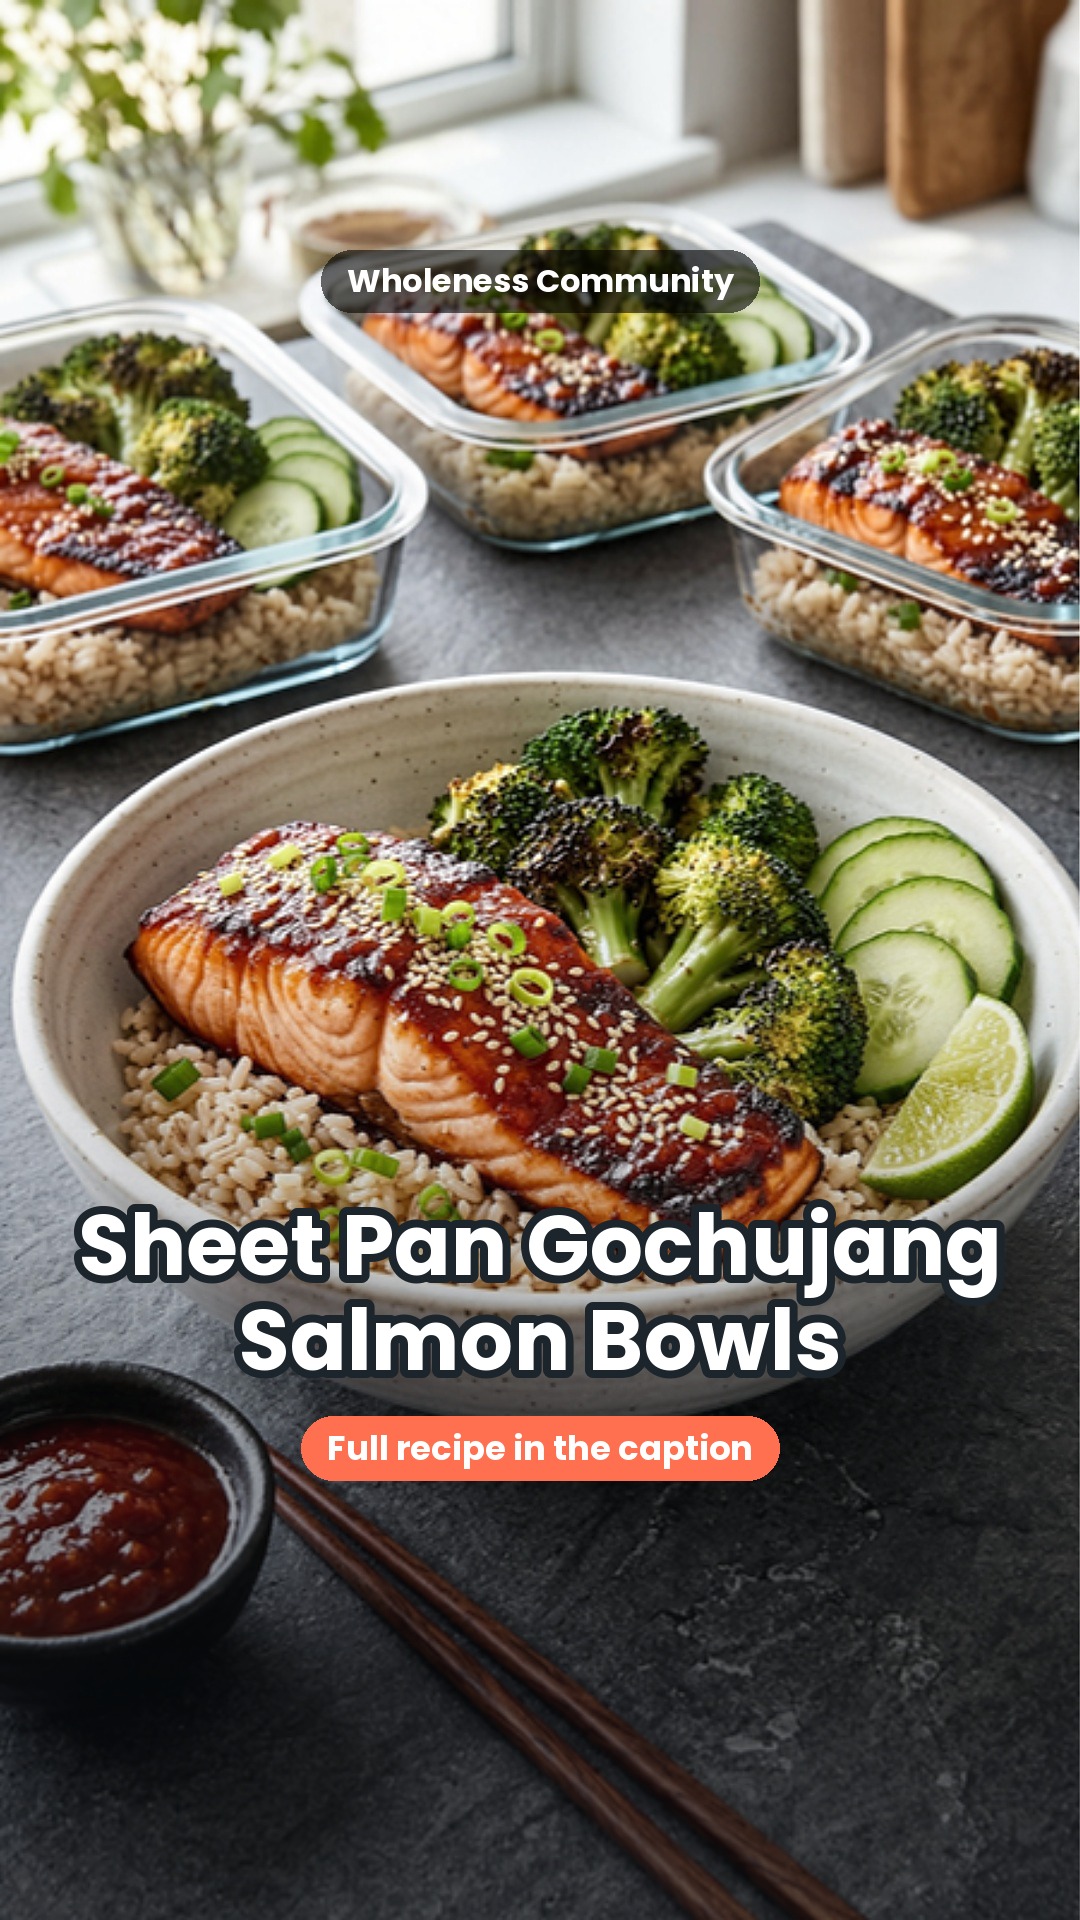 Wholeness Community
Sheet Pan Gochujang
Salmon Bowls
Full recipe in the caption